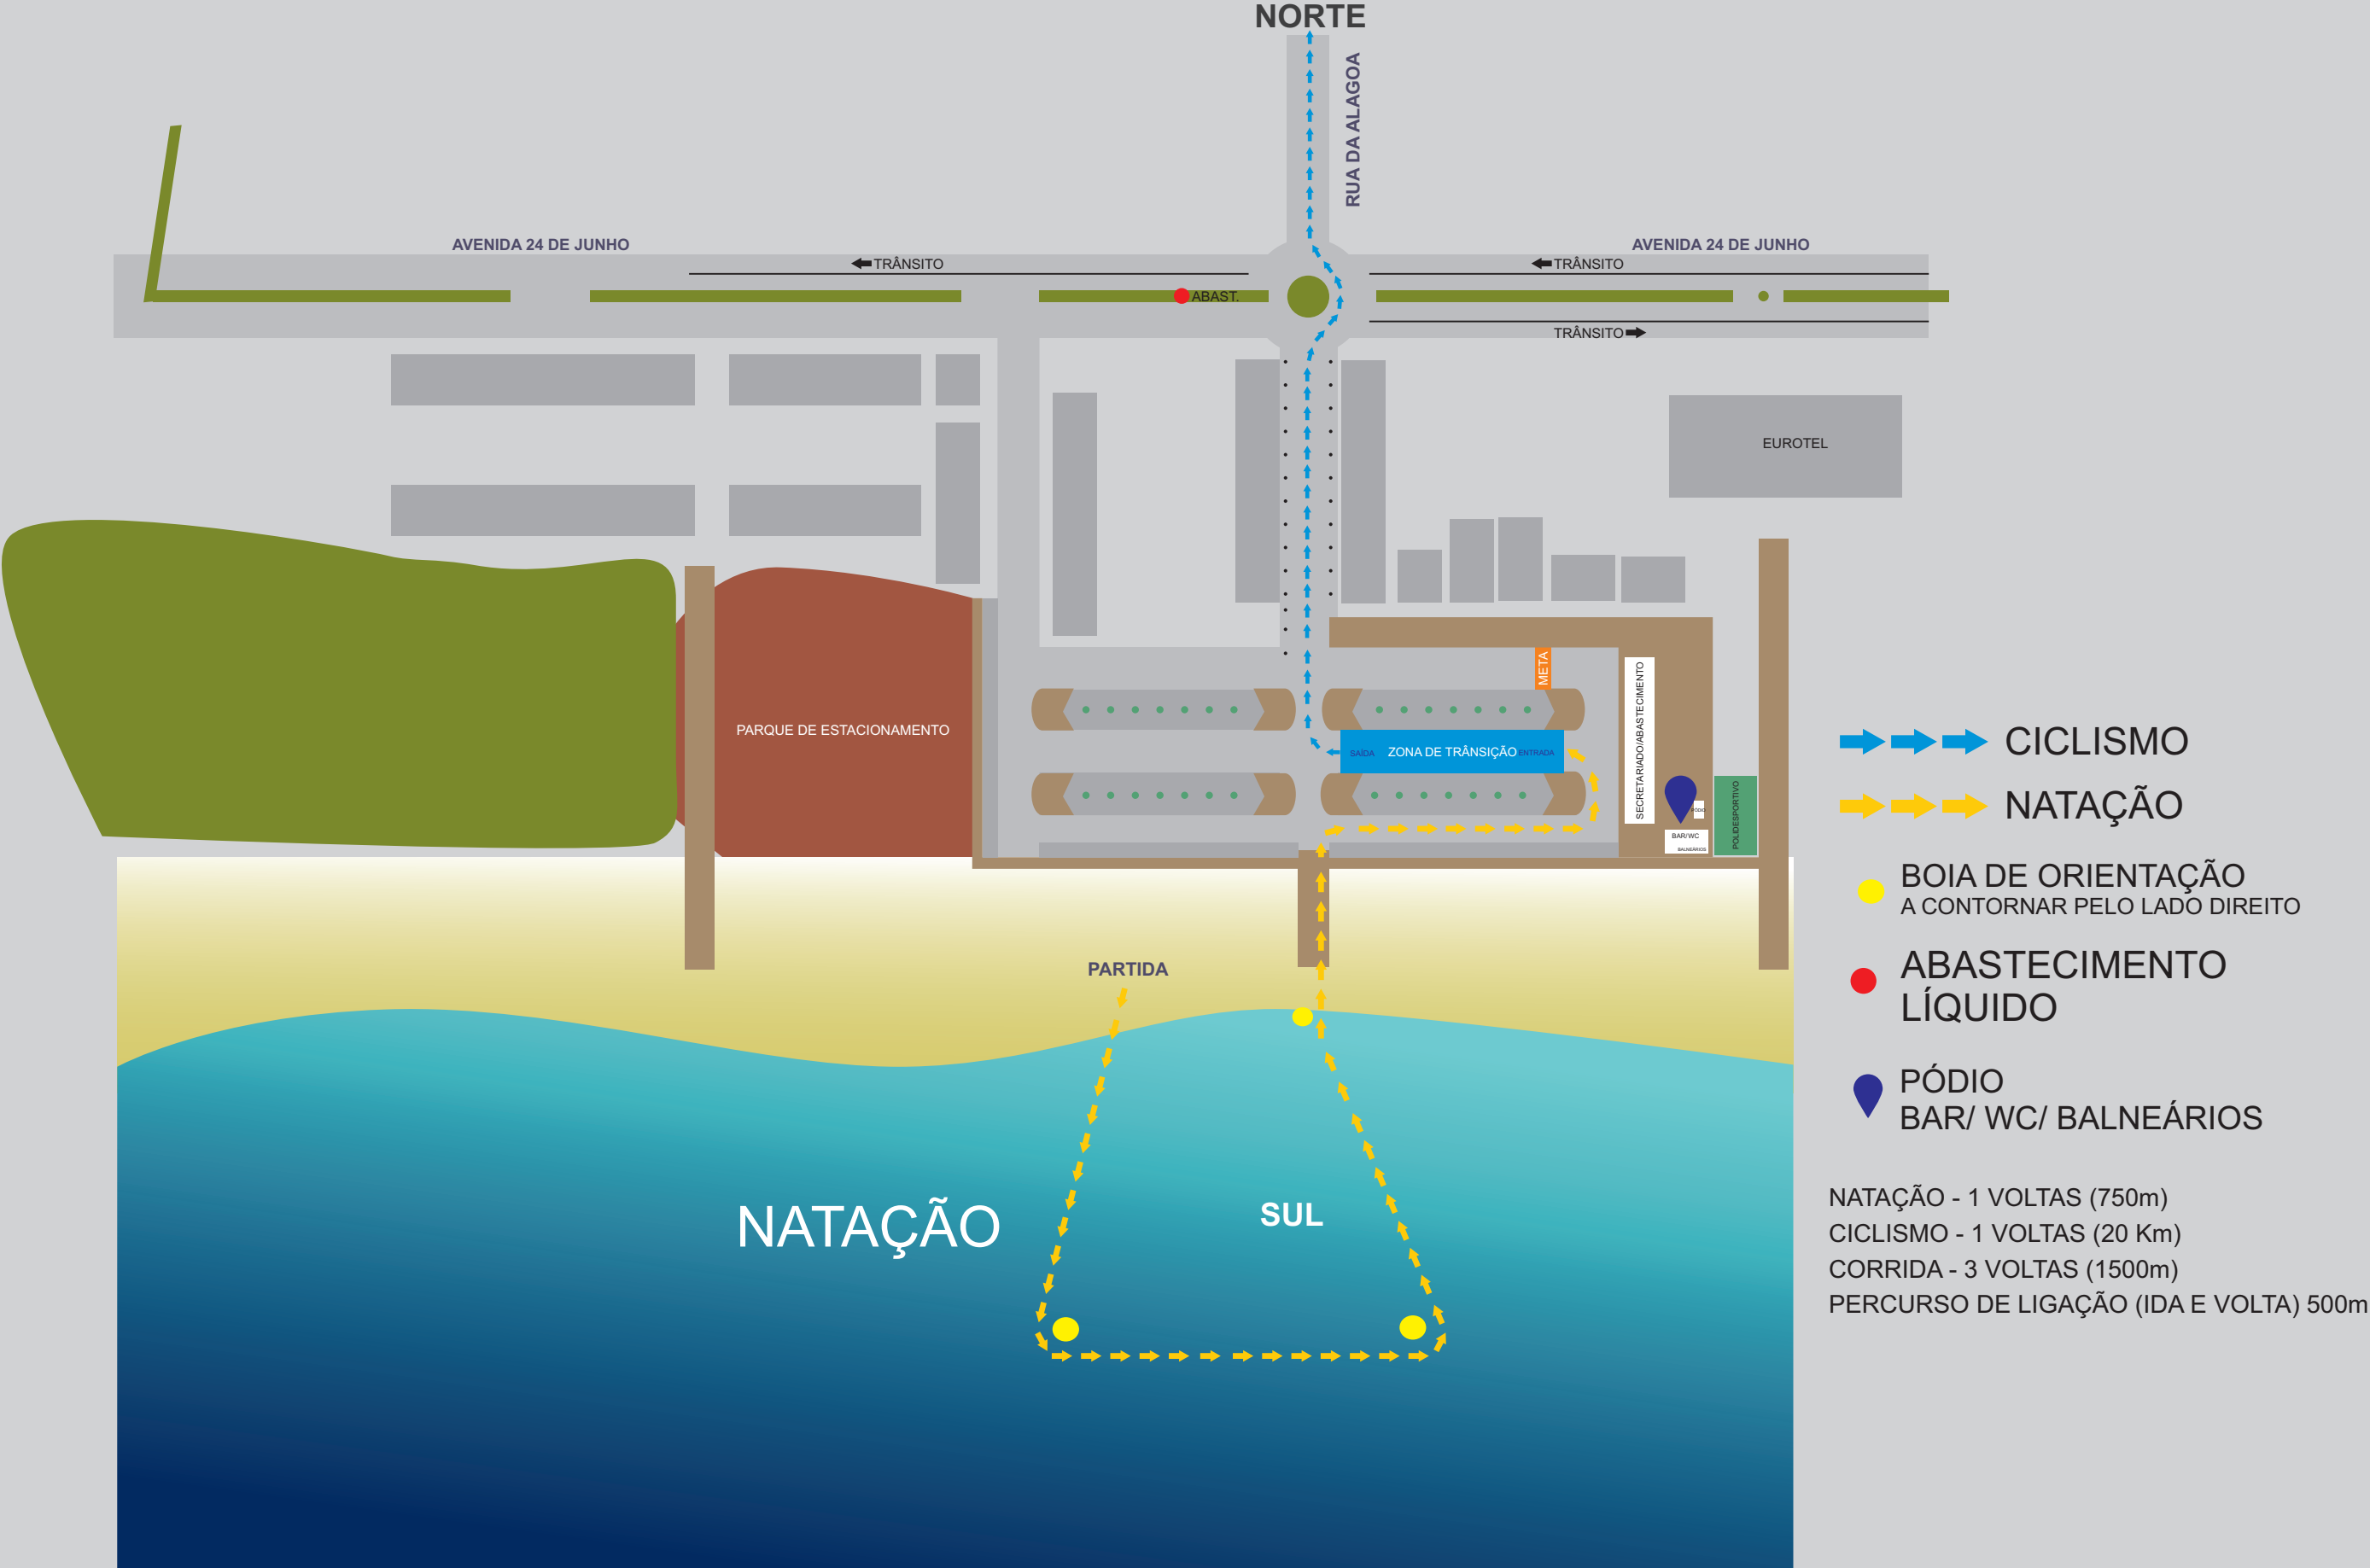 NORTE
RUA DA ALAGOA
AVENIDA 24 DE JUNHO
AVENIDA 24 DE JUNHO
TRÂNSITO
TRÂNSITO
ABAST.
TRÂNSITO
EUROTEL
META
SECRETARIADO/ABASTECIMENTO
PARQUE DE ESTACIONAMENTO
SAÍDA
ZONA DE TRÂNSIÇÃO
ENTRADA
PÓDIO
POLIDESPORTIVO
BAR/WC
BALNEÁRIOS
PARTIDA
NATAÇÃO
SUL
CICLISMO
NATAÇÃO
BOIA DE ORIENTAÇÃO
A CONTORNAR PELO LADO DIREITO
ABASTECIMENTO
LÍQUIDO
PÓDIO
BAR/ WC/ BALNEÁRIOS
NATAÇÃO - 1 VOLTAS (750m)
CICLISMO - 1 VOLTAS (20 Km)
CORRIDA - 3 VOLTAS (1500m)
PERCURSO DE LIGAÇÃO (IDA E VOLTA) 500m